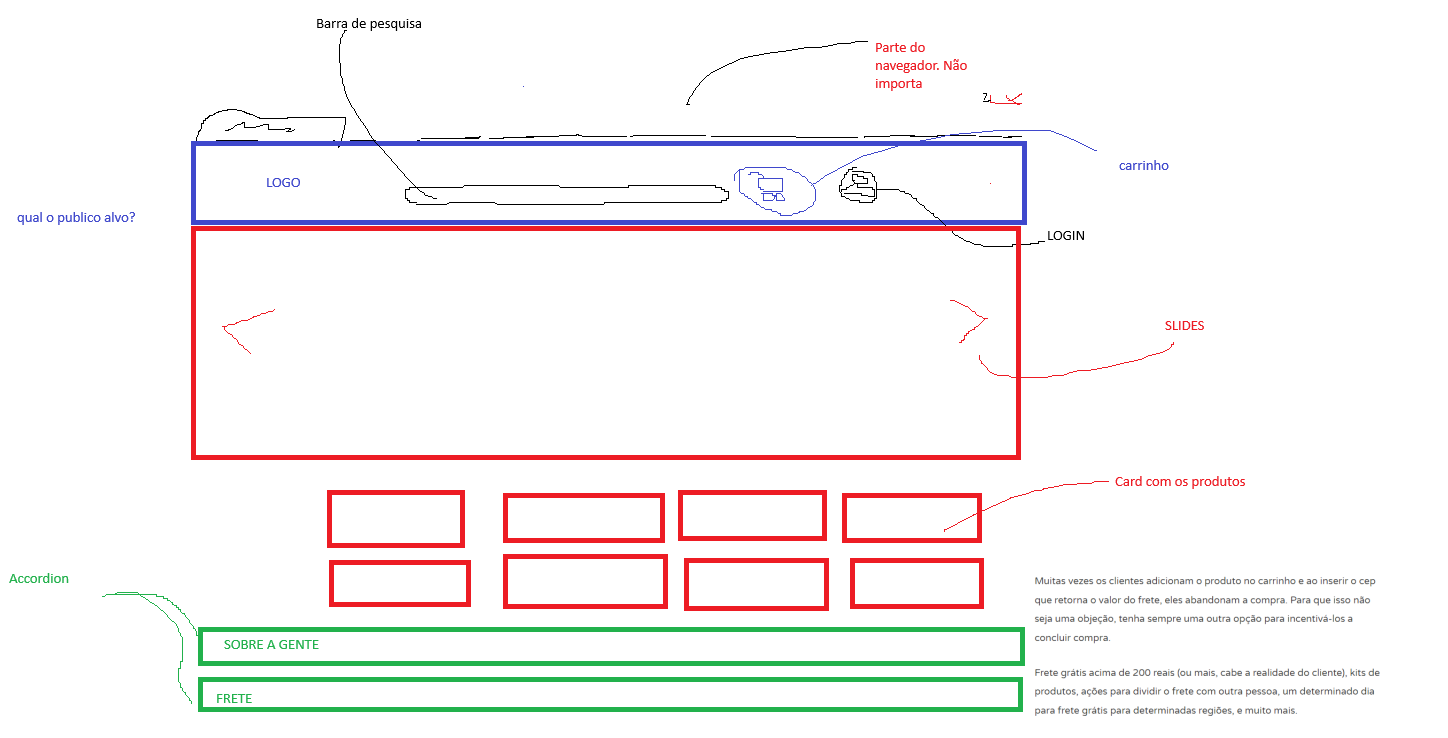 Barra de pesquisa
Parte do
navegador. Não
importa
LOGO
carrinho
qual o publico alvo?
LOGIN
SLIDES
Card com os produtos
Accordion
Muitas vezes os clientes adicionam o produto no carrinho e ao inserir o cep
que retorna o valor do frete, eles abandonam a compra. Para que isso não
seja uma objeção, tenha sempre uma outra opção para incentivá-los a
concluir compra.
SOBRE A GENTE
Frete grátis acima de 200 reais (ou mais, cabe a realidade do cliente), kits de
produtos, ações para dividir o frete com outra pessoa, um determinado dia
para frete grátis para determinadas regiões, e muito mais.
FRETE